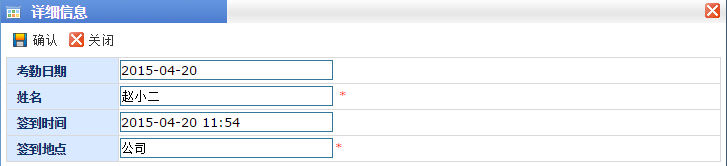 详细信息
确认 关闭
考勤日期 2015-04-20
姓名 赵小二 *
签到时间 2015-04-20 11:54
签到地点 公司 *